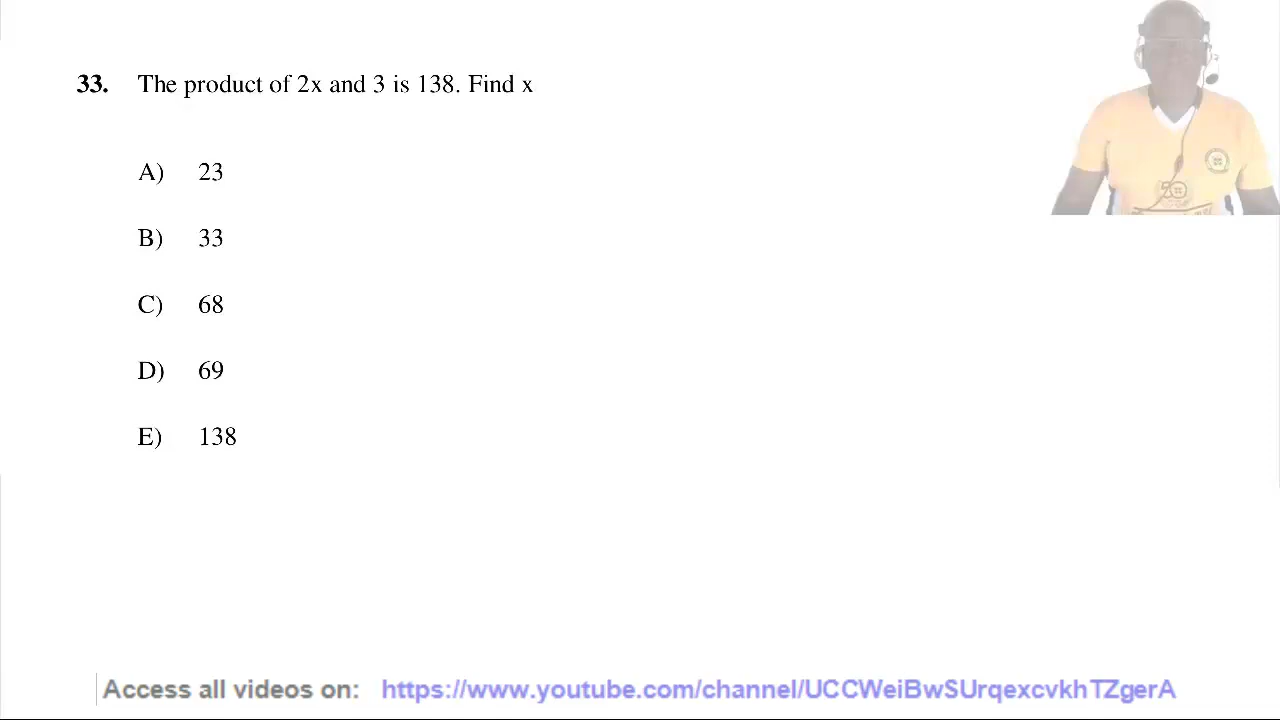 33. The product of 2x and 3 is 138. Find x
A) 23
B) 33
C) 68
D) 69
E) 138
Access all videos on: https://www.youtube.com/channel/UCCWeiBwSUrqexcvkhTZgerA